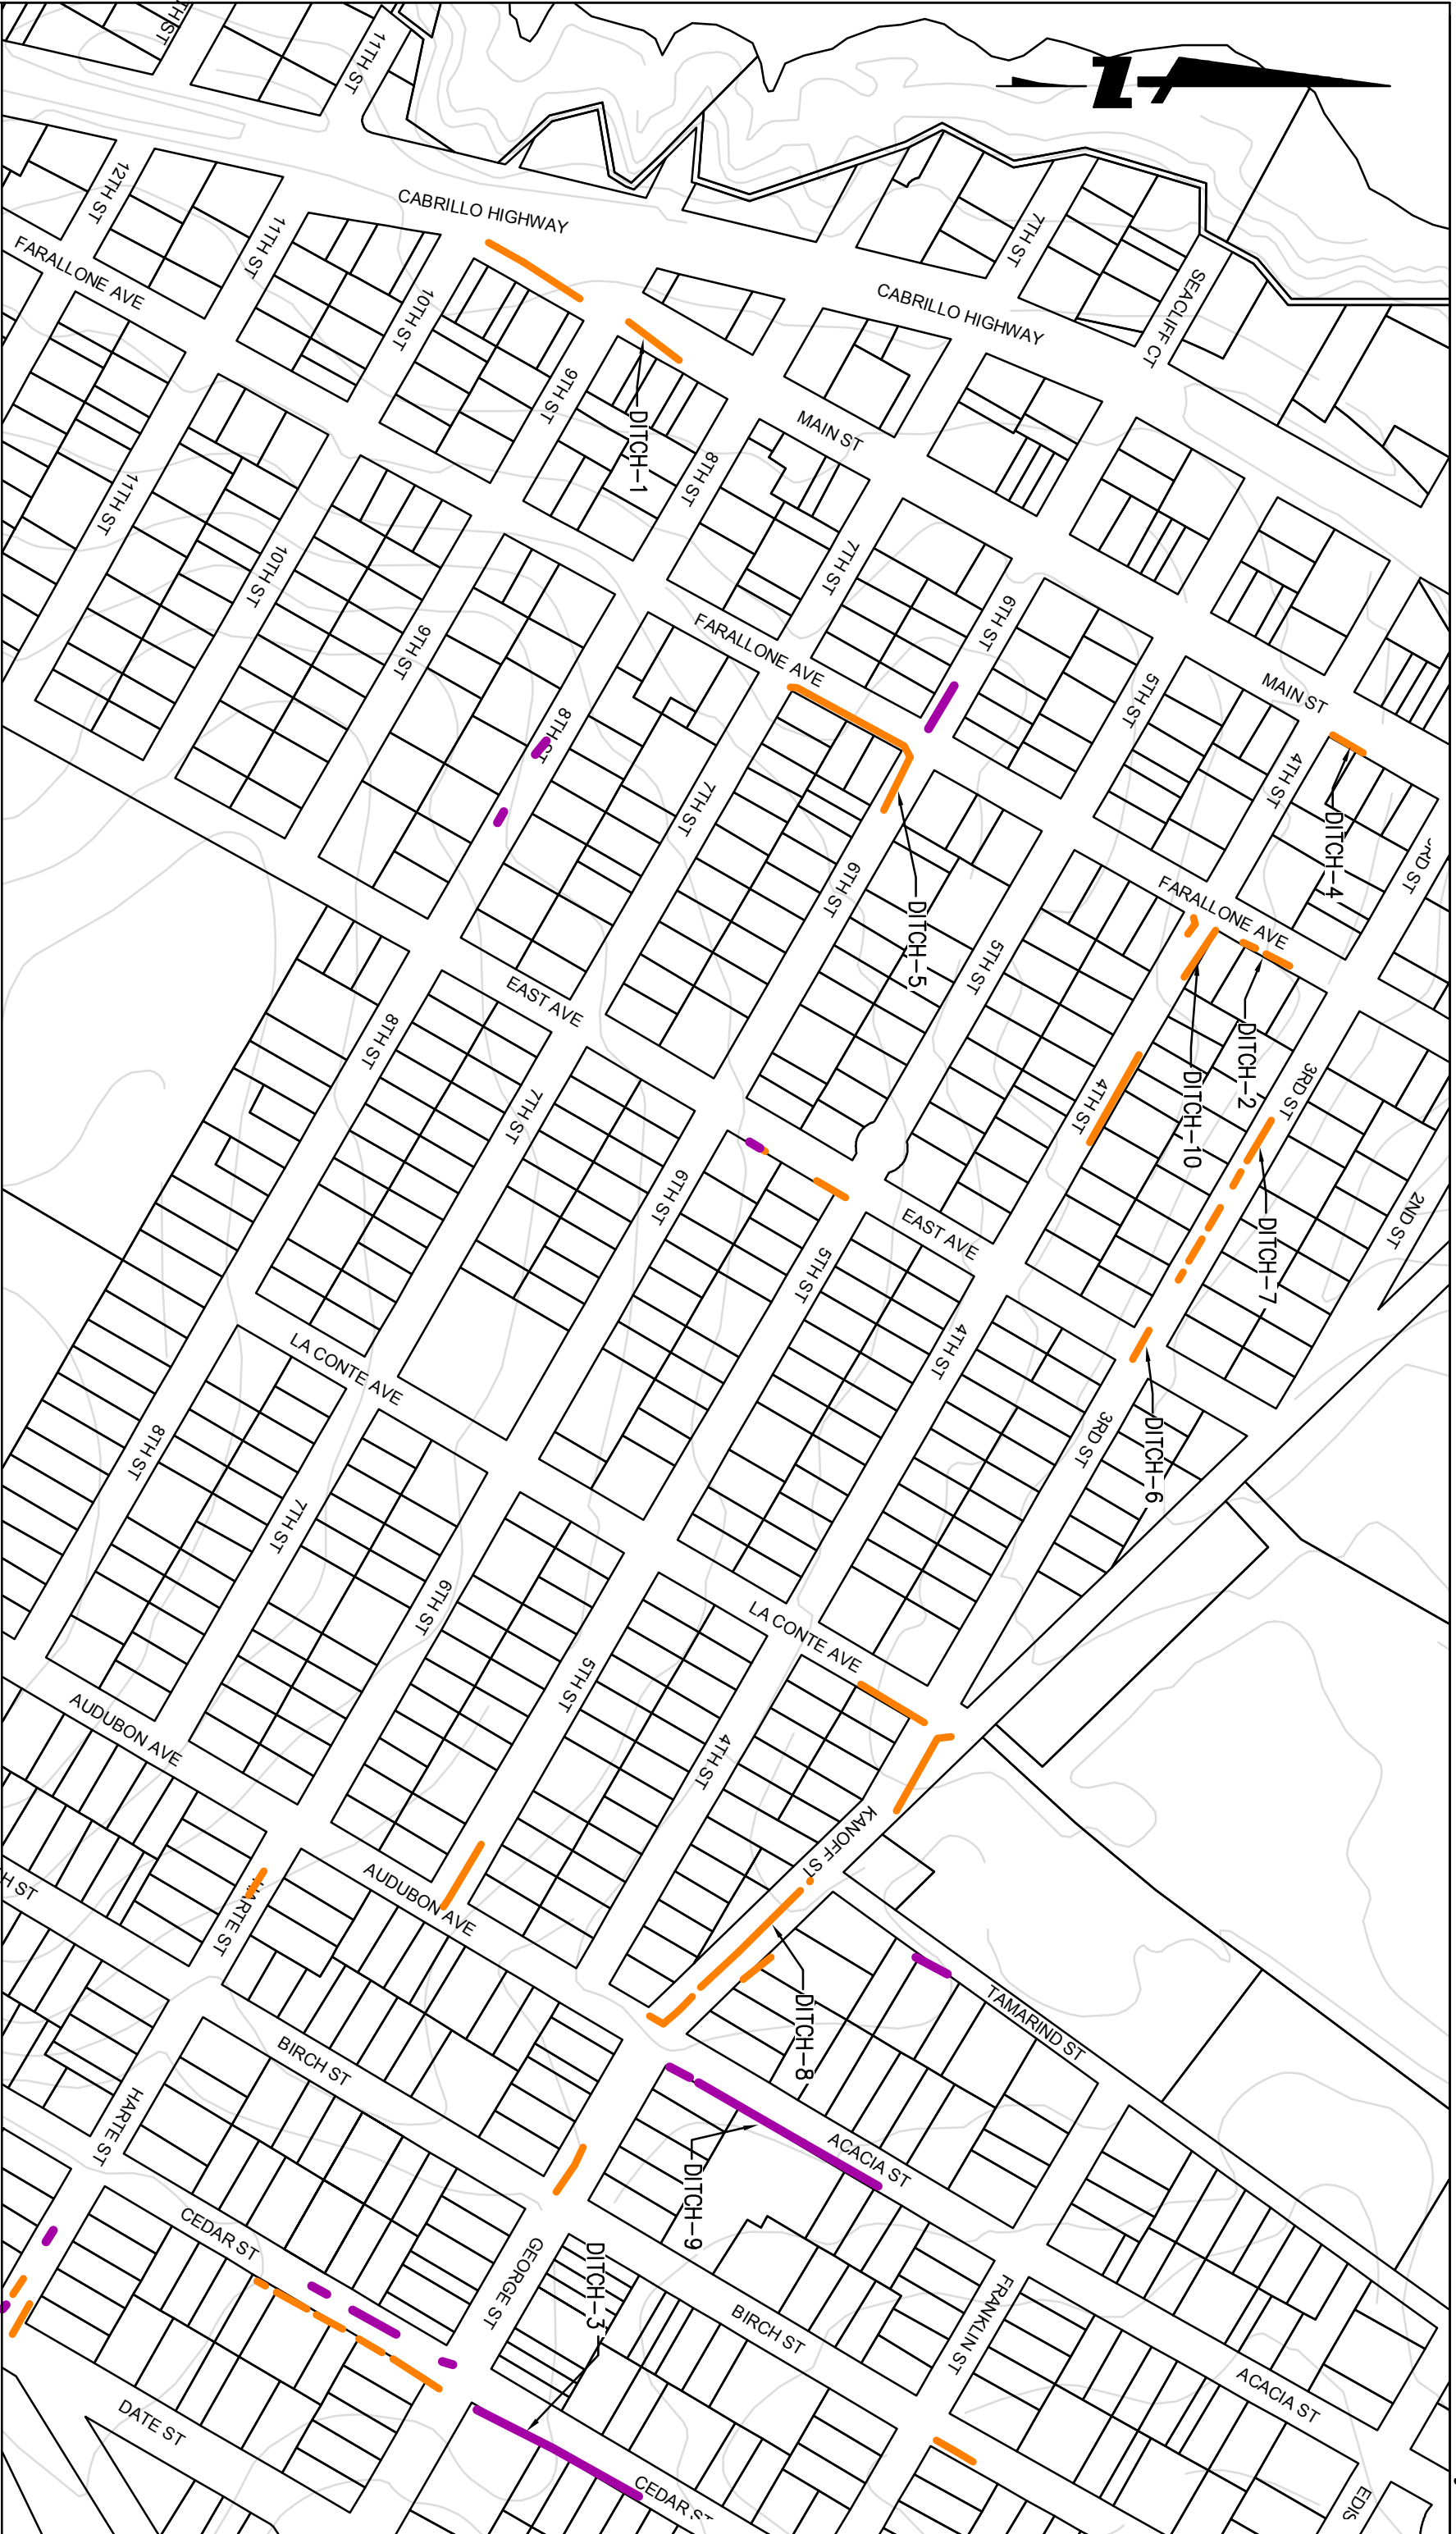 11TH ST
N
12TH ST
11TH ST
CABRILLO HIGHWAY
7TH ST
FARALLONE AVE
10TH ST
CABRILLO HIGHWAY
SEACLIFF CT
9TH ST
MAIN ST
DITCH-1
8TH ST
11TH ST
10TH ST
7TH ST
6TH ST
9TH ST
FARALLONE AVE
5TH ST
MAIN ST
8TH ST
7TH ST
4TH ST
DITCH-4
3RD ST
6TH ST
DITCH-5
FARALLONE AVE
5TH ST
EAST AVE
8TH ST
7TH ST
4TH ST
DITCH-10
DITCH-2
3RD ST
6TH ST
EAST AVE
DITCH-7
2ND ST
5TH ST
4TH ST
LA CONTE AVE
3RD ST
DITCH-6
8TH ST
7TH ST
6TH ST
LA CONTE AVE
5TH ST
AUDUBON AVE
4TH ST
KANOFF ST
H ST
HARTE ST
AUDUBON AVE
DITCH-8
TAMARIND ST
BIRCH ST
HARTE ST
ACACIA ST
DITCH-9
CEDAR ST
GEORGE ST
DITCH-3
BIRCH ST
FRANKLIN ST
ACACIA ST
DATE ST
CEDAR ST
EDIS